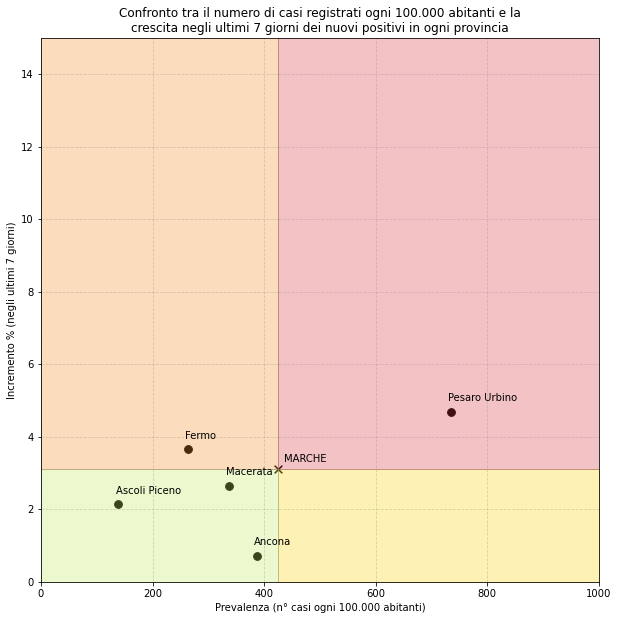 Confronto tra il numero di casi registrati ogni 100.000 abitanti e la
crescita negli ultimi 7 giorni dei nuovi positivi in ogni provincia
Incremento % (negli ultimi 7 giorni)
14
12
10
8
6
4
2
0
Pesaro Urbino
Fermo
MARCHE
Macerata
Ascoli Piceno
Ancona
0
200
400
600
800
1000
Prevalenza (n° casi ogni 100.000 abitanti)